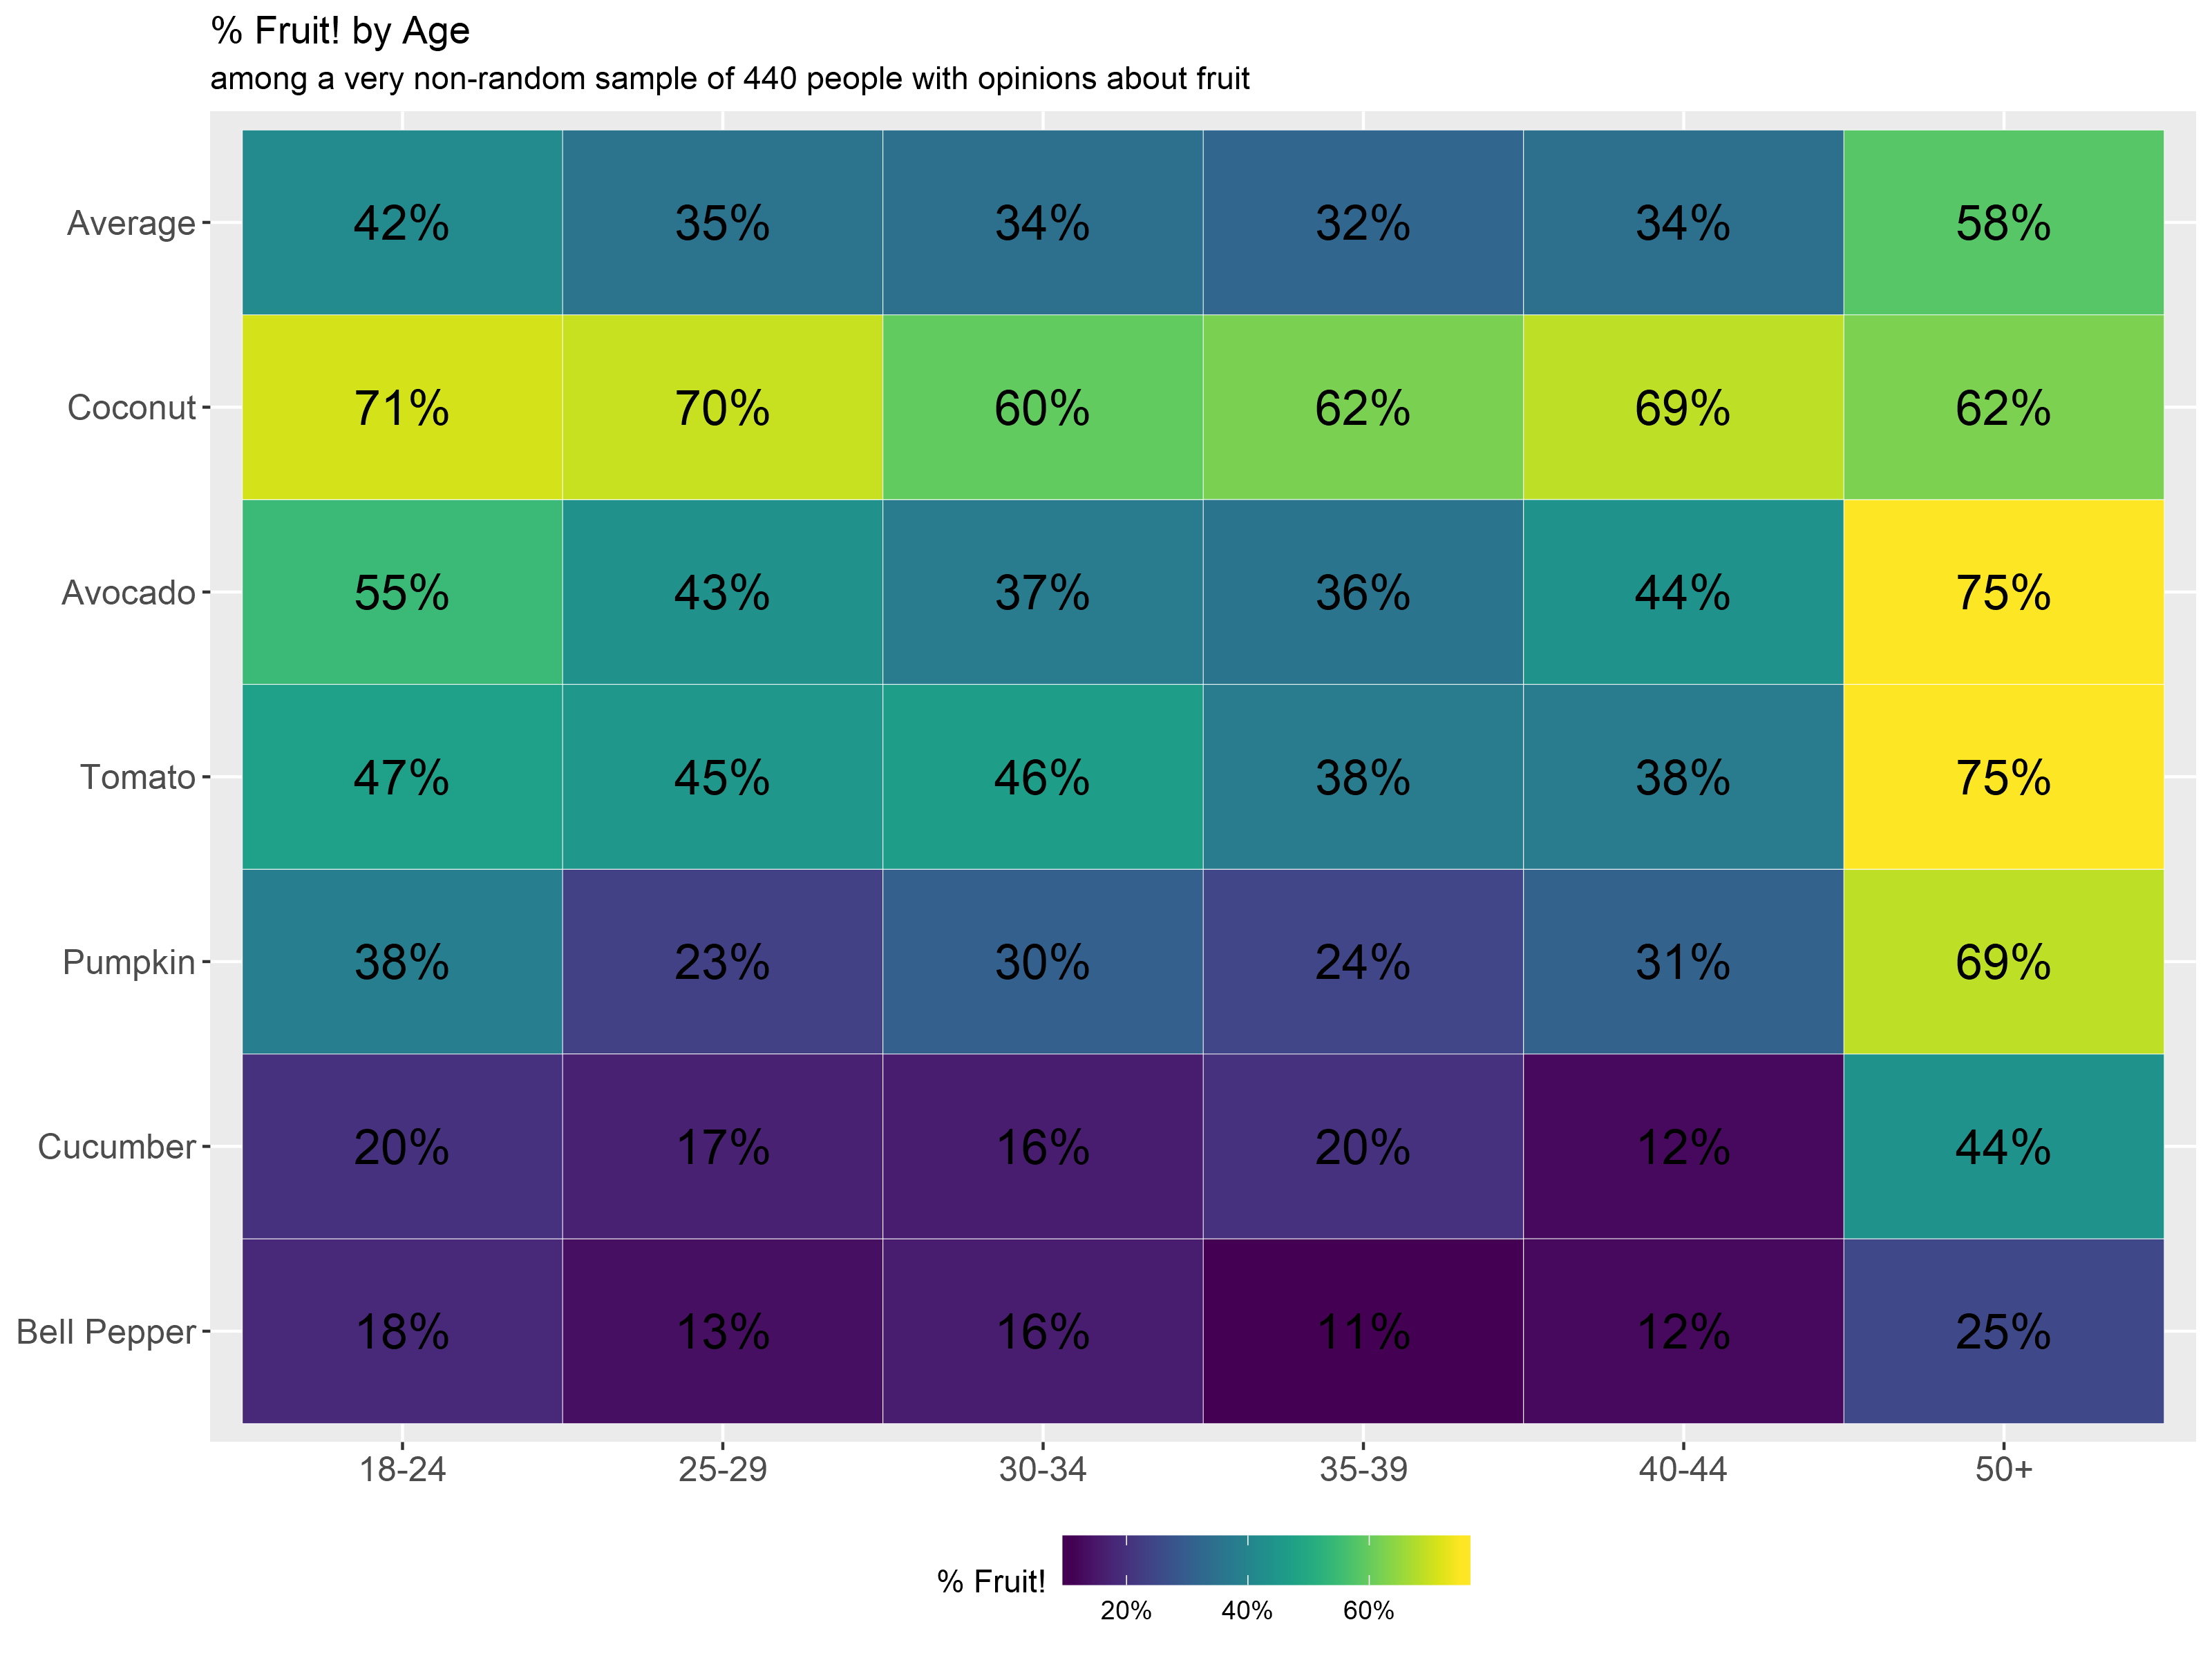 % Fruit! by Age
among a very non-random sample of 440 people with opinions about fruit
Average 42% 35% 34% 32% 34% 58%
Coconut 71% 70% 60% 62% 69% 62%
Avocado 55% 43% 37% 36% 44% 75%
Tomato 47% 45% 46% 38% 38% 75%
Pumpkin 38% 23% 30% 24% 31% 69%
Cucumber 20% 17% 16% 20% 12% 44%
Bell Pepper 18% 13% 16% 11% 12% 25%
18-24 25-29 30-34 35-39 40-44 50+
% Fruit!
20% 40% 60%